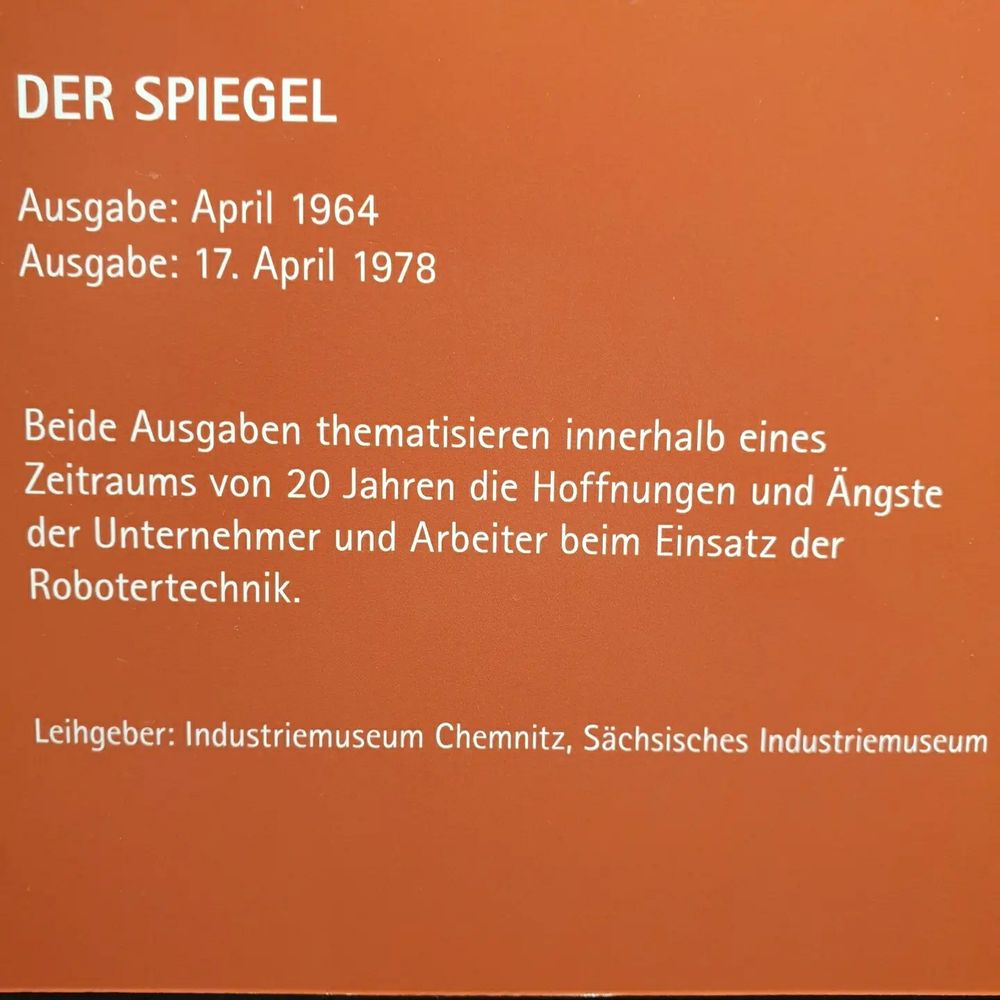 DER SPIEGEL
Ausgabe: April 1964
Ausgabe: 17. April 1978
Beide Ausgaben thematisieren innerhalb eines
Zeitraums von 20 Jahren die Hoffnungen und Ängste
der Unternehmer und Arbeiter beim Einsatz der
Robotertechnik.
Leihgeber: Industriemuseum Chemnitz, Sächsisches Industriemuseum